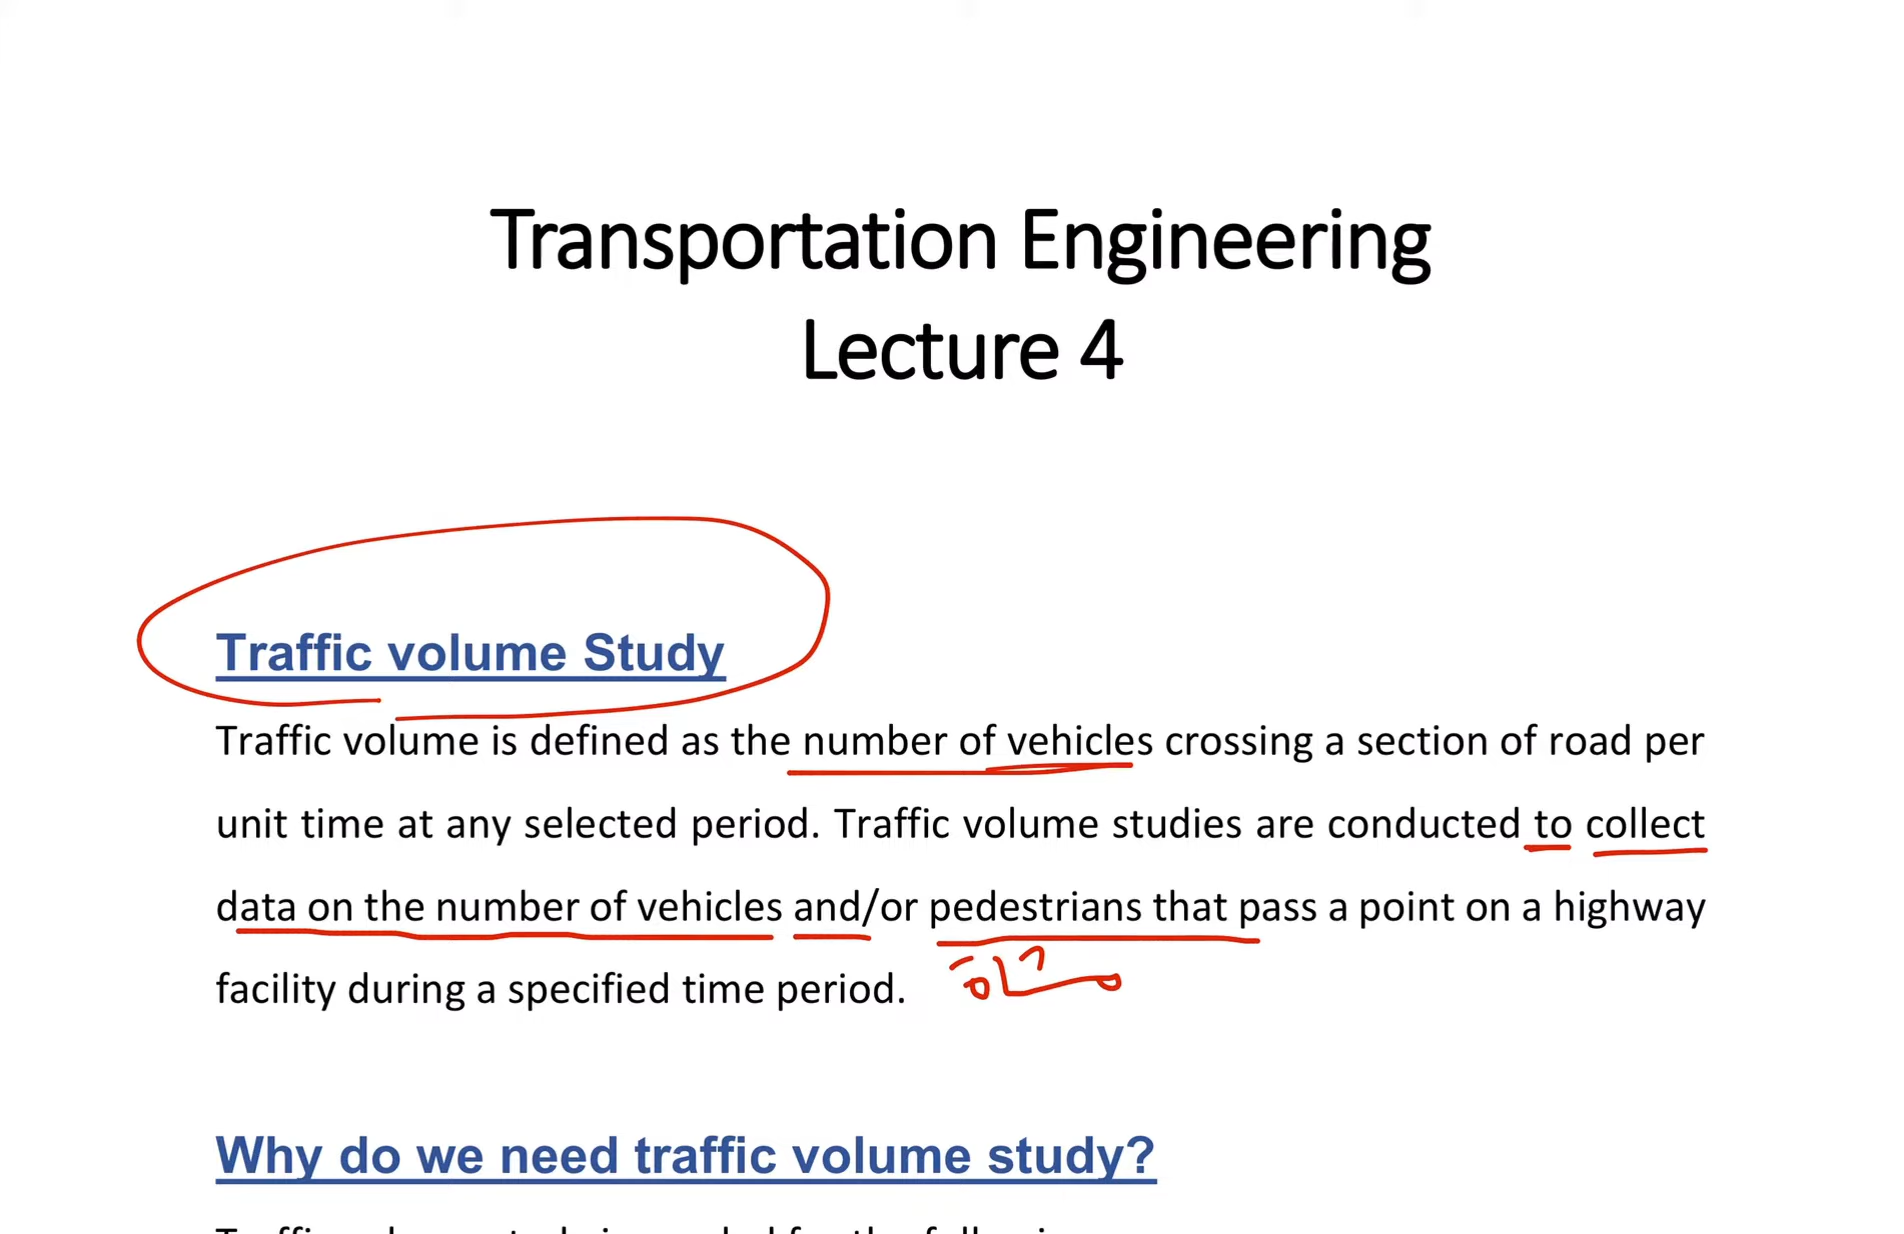 Transportation Engineering
Lecture 4
Traffic volume Study
Traffic volume is defined as the number of vehicles crossing a section of road per
unit time at any selected period. Traffic volume studies are conducted to collect
data on the number of vehicles and/or pedestrians that pass a point on a highway
facility during a specified time period.
Why do we need traffic volume study?